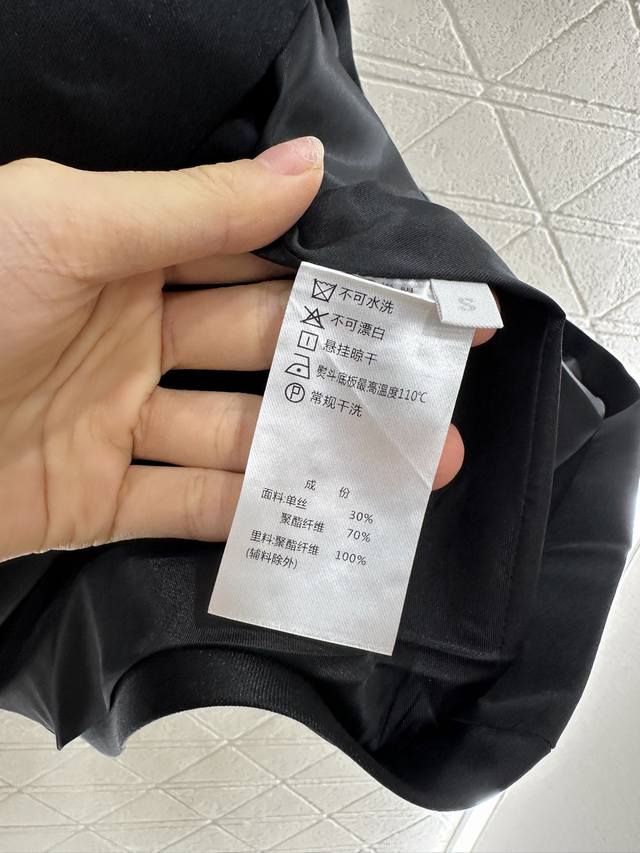 不可水洗
不可漂白
悬挂晾干
熨斗底板最高温度110℃
P 常规干洗
成 份
面料:单丝 30%
聚酯纤维 70%
里料:聚酯纤维 100%
(辅料除外)
S